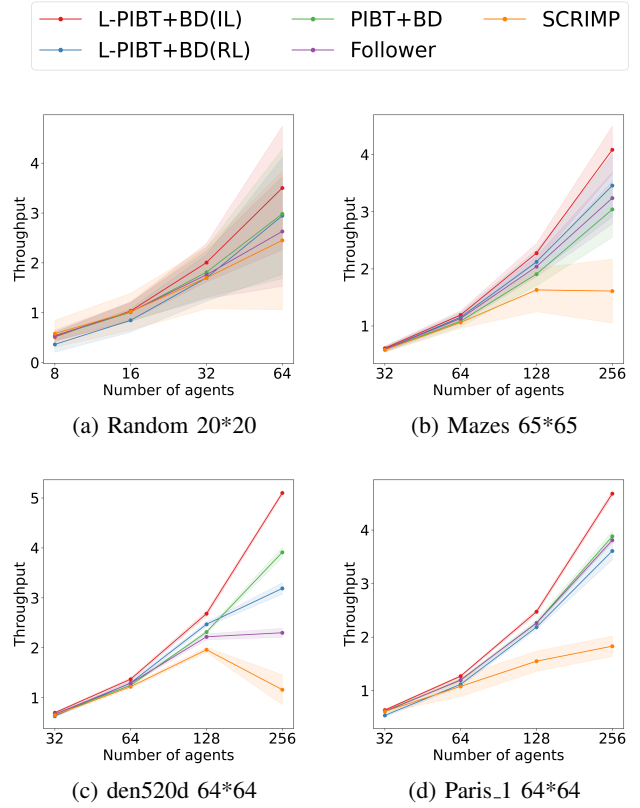 L-PIBT+BD(IL) PIBT+BD SCRIMP
L-PIBT+BD(RL) Follower
Throughput
4
3
2
1
0
8 16 32 64
Number of agents
(a) Random 20*20
Throughput
4
3
2
1
32 64 128 256
Number of agents
(b) Mazes 65*65
Throughput
5
4
3
2
1
32 64 128 256
Number of agents
(c) den520d 64*64
Throughput
4
3
2
1
32 64 128 256
Number of agents
(d) Paris_1 64*64